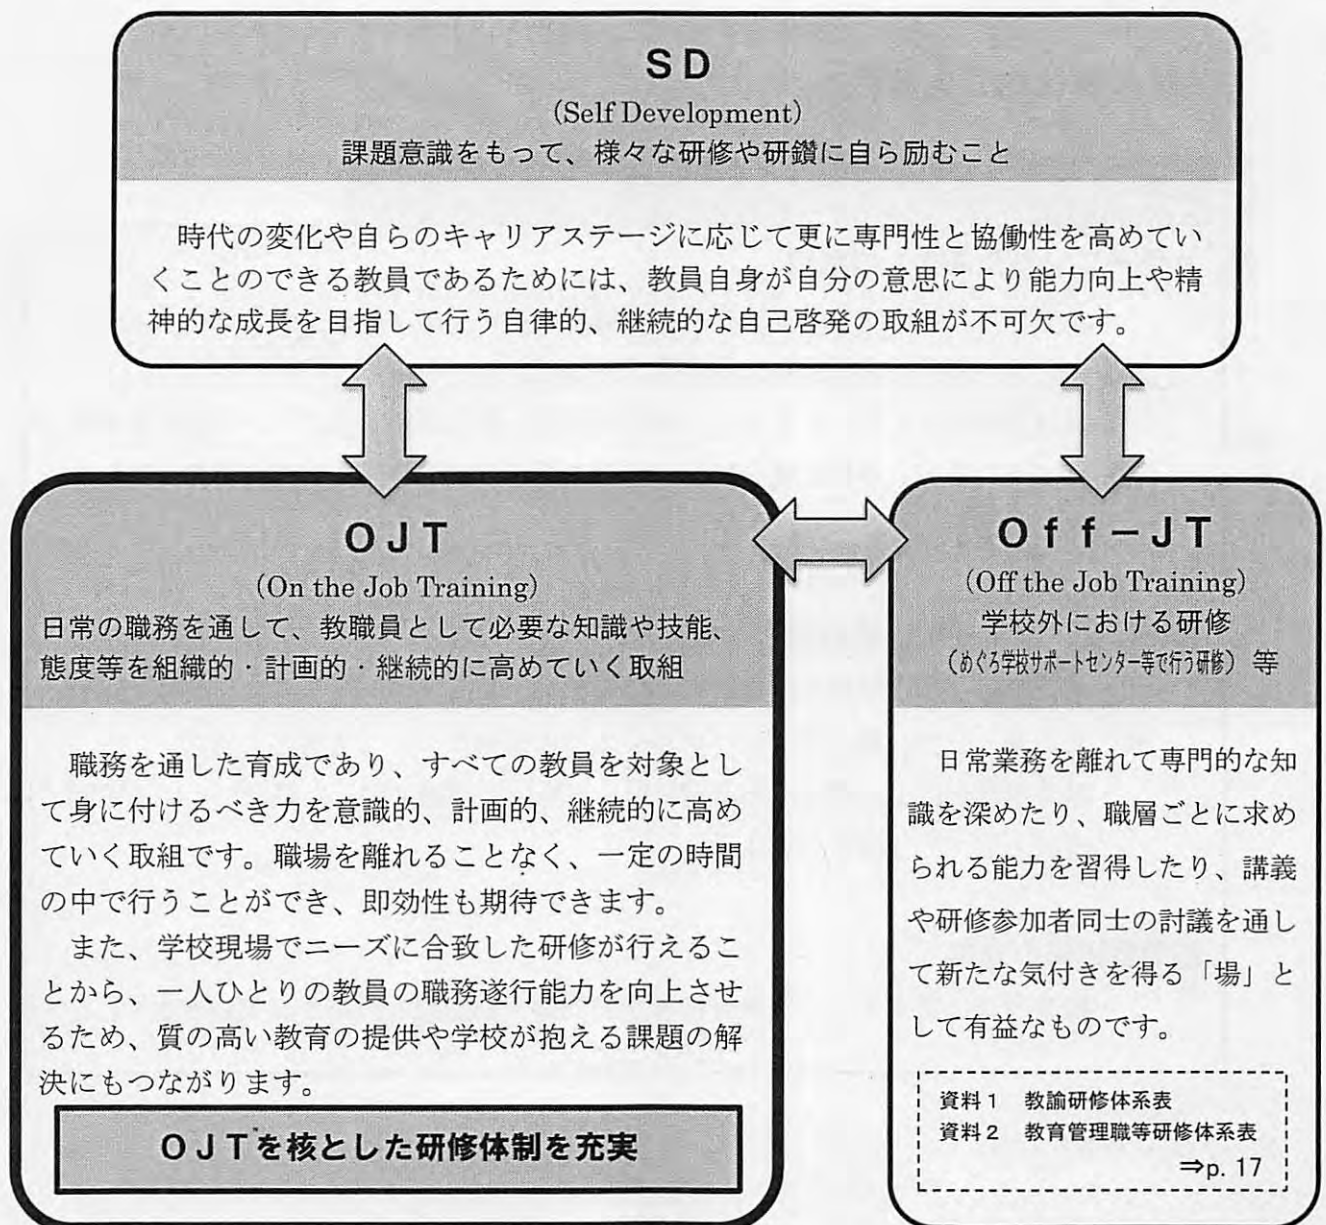 SD
(Self Development)
課題意識をもって、様々な研修や研鑽に自ら励むこと
時代の変化や自らのキャリアステージに応じて更に専門性と協働性を高めてい
くことのできる教員であるためには、教員自身が自分の意思により能力向上や精
神的な成長を目指して行う自律的、継続的な自己啓発の取組が不可欠です。
OJT
(On the Job Training)
日常の職務を通して、教職員として必要な知識や技能、
態度等を組織的・計画的・継続的に高めていく取組
職務を通した育成であり、すべての教員を対象とし
て身に付けるべき力を意識的、計画的、継続的に高め
ていく取組です。職場を離れることなく、一定の時間
の中で行うことができ、即効性も期待できます。
また、学校現場でニーズに合致した研修が行えるこ
とから、一人ひとりの教員の職務遂行能力を向上させ
るため、質の高い教育の提供や学校が抱える課題の解
決にもつながります。
OJTを核とした研修体制を充実
Off-JT
(Off the Job Training)
学校外における研修
(めぐろ学校サポートセンター等で行う研修) 等
日常業務を離れて専門的な知
識を深めたり、職層ごとに求め
られる能力を習得したり、講義
や研修参加者同士の討議を通し
て新たな気付きを得る「場」と
して有益なものです。
資料1 教諭研修体系表
資料2 教育管理職等研修体系表
⇒p. 17